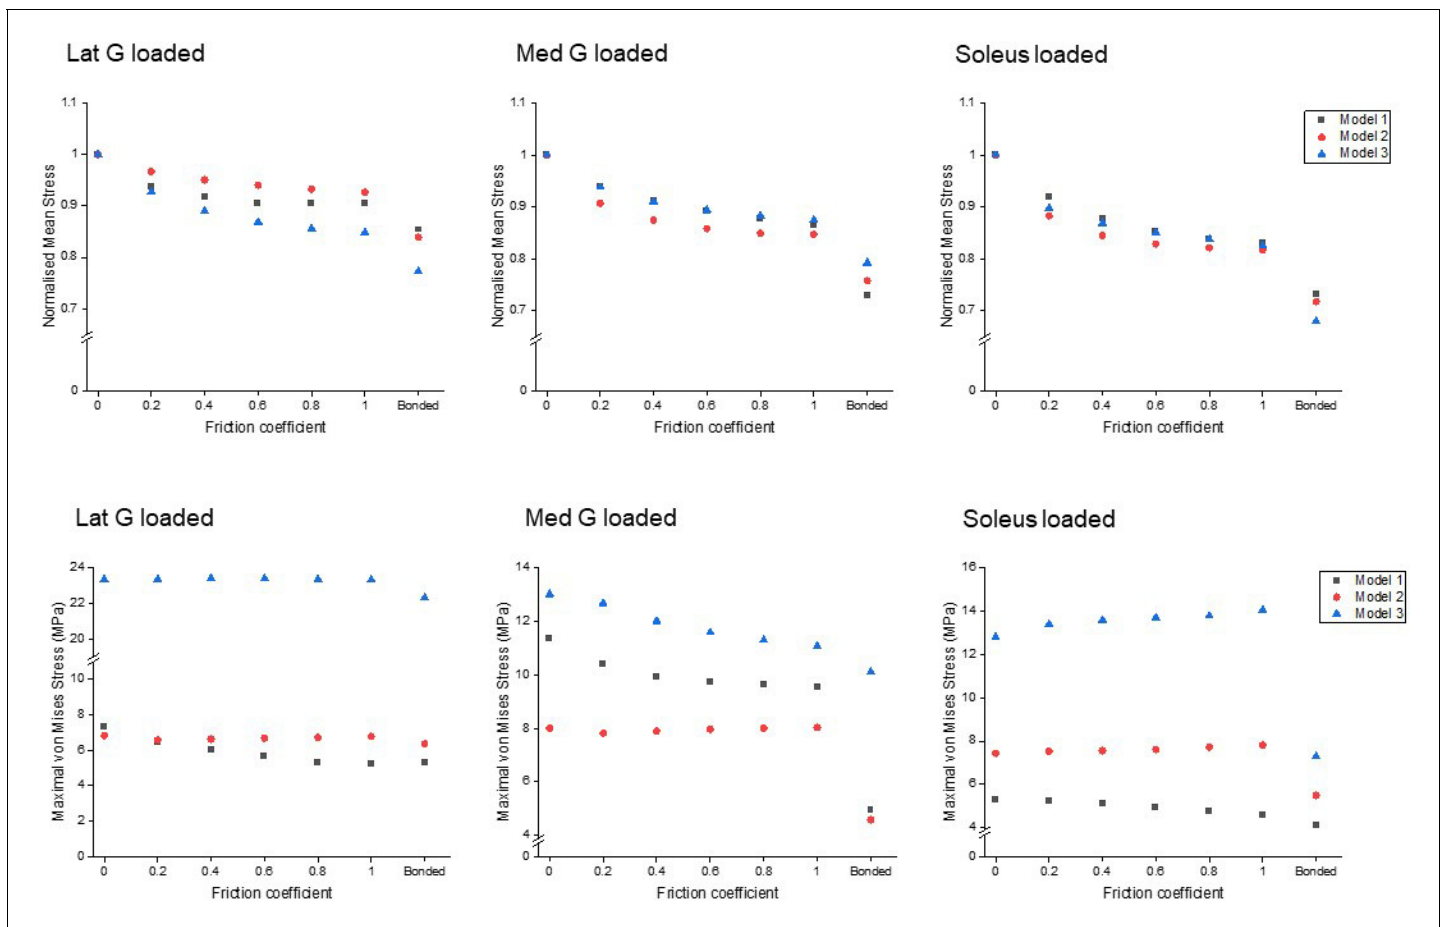 Lat G loaded
Med G loaded
Soleus loaded
1.1
1
0.9
0.8
0.7
0
Normalised Mean Stress
0 0.2 0.4 0.6 0.8 1 Bonded
Friction coefficient
1.1
1
0.9
0.8
0.7
0
Normalised Mean Stress
0 0.2 0.4 0.6 0.8 1 Bonded
Friction coefficient
1.1
1
0.9
0.8
0.7
0
Normalised Mean Stress
0 0.2 0.4 0.6 0.8 1 Bonded
Friction coefficient
Model 1
Model 2
Model 3
Lat G loaded
Med G loaded
Soleus loaded
24
22
20
10
8
6
4
2
0
Maximal von Mises Stress (MPa)
0 0.2 0.4 0.6 0.8 1 Bonded
Friction coefficient
14
12
10
8
6
4
0
Maximal von Mises Stress (MPa)
0 0.2 0.4 0.6 0.8 1 Bonded
Friction coefficient
16
14
12
10
8
6
4
0
Maximal von Mises Stress (MPa)
0 0.2 0.4 0.6 0.8 1 Bonded
Friction coefficient
Model 1
Model 2
Model 3